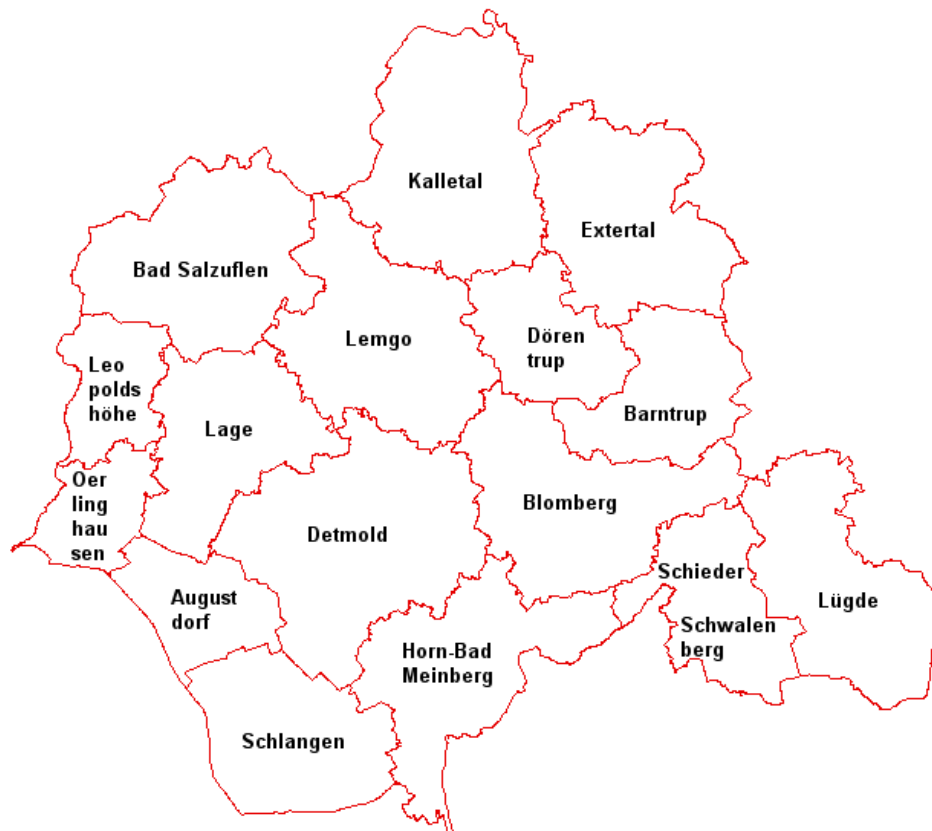 Kalletal
Extertal
Bad Salzuflen
Lemgo
Dören
trup
Leo
polds
höhe
Lage
Barntrup
Oer
ling
hau
sen
Detmold
Blomberg
Schieder
Schwalen
berg
Lügde
August
dorf
Horn-Bad
Meinberg
Schlangen